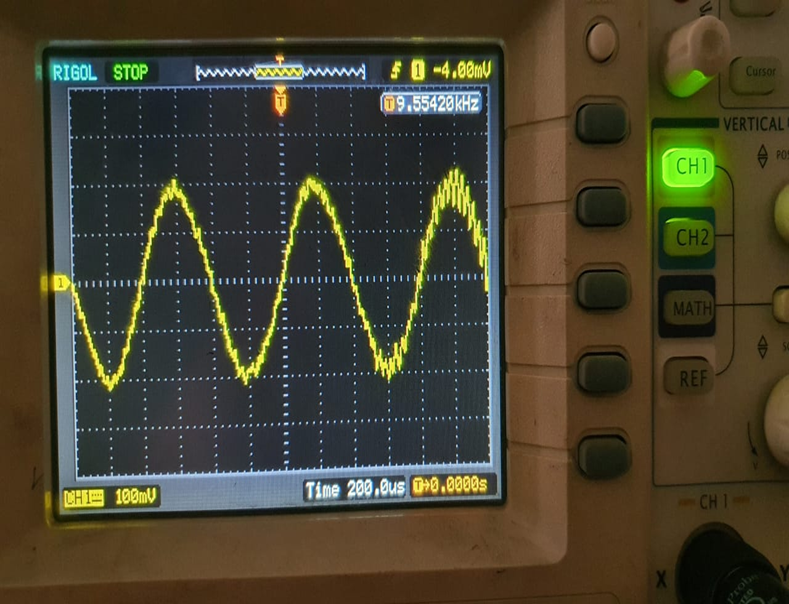 RIGOL STOP T 1 -4.00mV
T
T 9.55420kHz
1
CH1 100mV Time 200.0us T→0.0000s
Cursor
VERTICAL
CH1
CH2
MATH
REF
CH 1
X Y